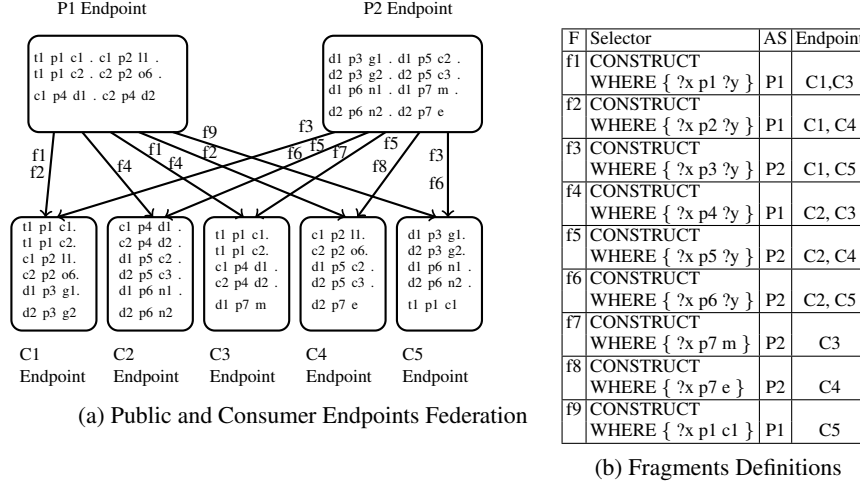 P1 Endpoint
P2 Endpoint
t1 p1 c1 . c1 p2 l1 .
t1 p1 c2 . c2 p2 o6 .
c1 p4 d1 . c2 p4 d2
d1 p3 g1 . d1 p5 c2 .
d2 p3 g2 . d2 p5 c3 .
d1 p6 n1 . d1 p7 m .
d2 p6 n2 . d2 p7 e
f1
f2
f4
f1
f4
f9
f2
f3
f6
f5
f5
f7
f8
f3
f6
t1 p1 c1.
t1 p1 c2.
c1 p2 l1.
c2 p2 o6.
d1 p3 g1.
d2 p3 g2
c1 p4 d1 .
c2 p4 d2 .
d1 p5 c2 .
d2 p5 c3 .
d1 p6 n1 .
d2 p6 n2
t1 p1 c1.
t1 p1 c2.
c1 p4 d1 .
c2 p4 d2 .
d1 p7 m
c1 p2 l1.
c2 p2 o6.
d1 p5 c2 .
d2 p5 c3 .
d2 p7 e
d1 p3 g1.
d2 p3 g2.
d1 p6 n1 .
d2 p6 n2 .
t1 p1 c1
C1
Endpoint
C2
Endpoint
C3
Endpoint
C4
Endpoint
C5
Endpoint
(a) Public and Consumer Endpoints Federation
F Selector AS Endpoint
f1 CONSTRUCT
WHERE { ?x p1 ?y } P1 C1,C3
f2 CONSTRUCT
WHERE { ?x p2 ?y } P1 C1, C4
f3 CONSTRUCT
WHERE { ?x p3 ?y } P2 C1, C5
f4 CONSTRUCT
WHERE { ?x p4 ?y } P1 C2, C3
f5 CONSTRUCT
WHERE { ?x p5 ?y } P2 C2, C4
f6 CONSTRUCT
WHERE { ?x p6 ?y } P2 C2, C5
f7 CONSTRUCT
WHERE { ?x p7 m } P2 C3
f8 CONSTRUCT
WHERE { ?x p7 e } P2 C4
f9 CONSTRUCT
WHERE { ?x p1 c1 } P1 C5
(b) Fragments Definitions